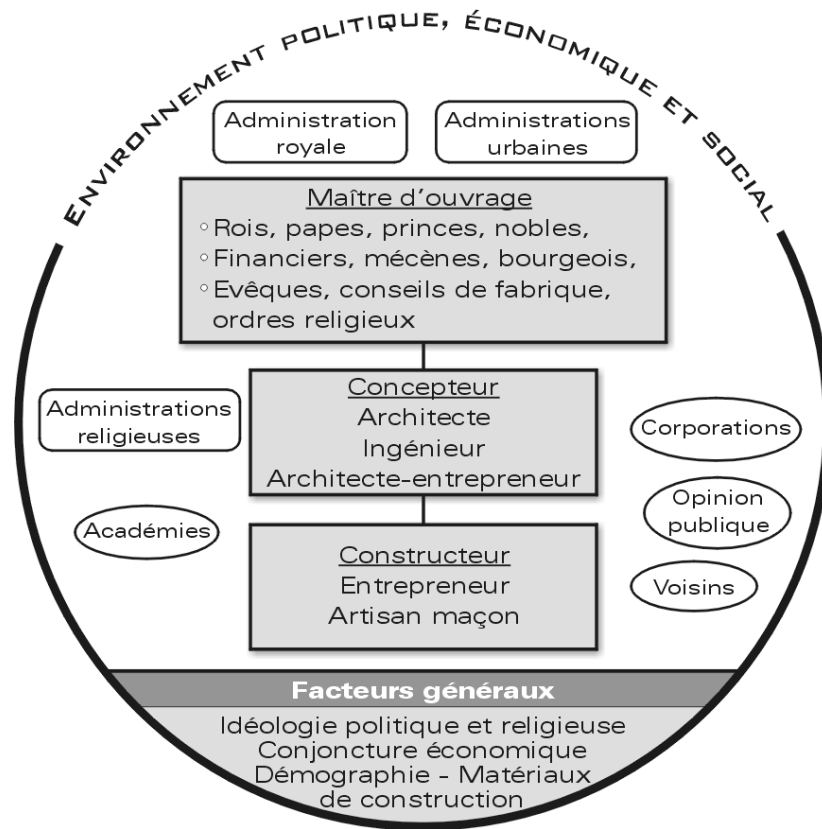 ENVIRONNEMENT POLITIQUE, ÉCONOMIQUE ET SOCIAL
Administration
royale
Administrations
urbaines
Maître d'ouvrage
◦ Rois, papes, princes, nobles,
◦ Financiers, mécènes, bourgeois,
◦ Evêques, conseils de fabrique,
ordres religieux
Administrations
religieuses
Concepteur
Architecte
Ingénieur
Architecte-entrepreneur
Corporations
Académies
Opinion
publique
Constructeur
Entrepreneur
Artisan maçon
Voisins
Facteurs généraux
Idéologie politique et religieuse
Conjoncture économique
Démographie - Matériaux
de construction